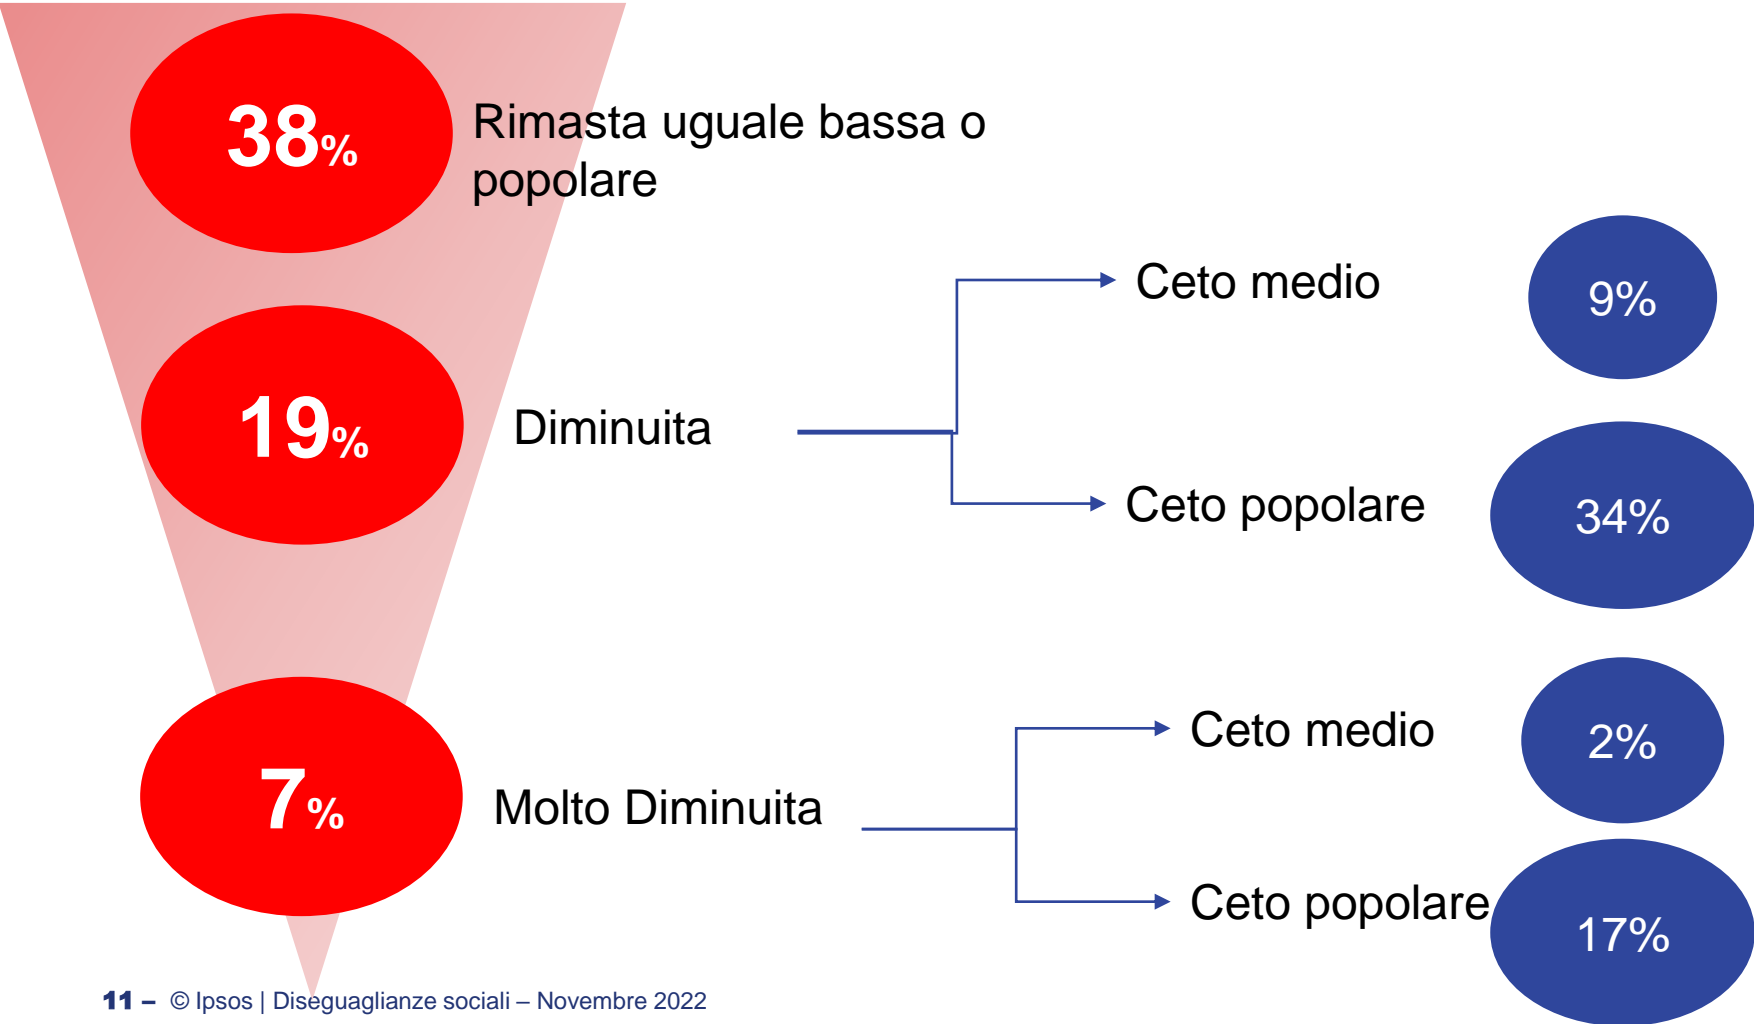 38%
Rimasta uguale bassa o
popolare
Ceto medio
9%
19%
Diminuita
Ceto popolare
34%
Ceto medio
2%
7%
Molto Diminuita
Ceto popolare
17%
11 – © Ipsos | Diseguaglianze sociali – Novembre 2022